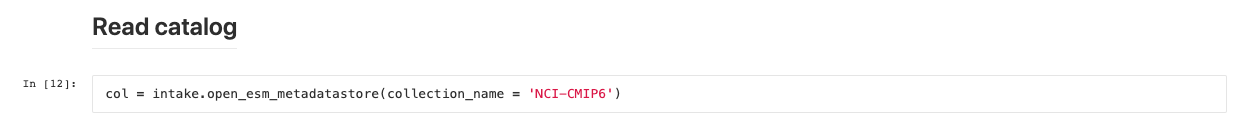 Read catalog
In [12]:
col = intake.open_esm_metadatastore(collection_name = 'NCI-CMIP6')